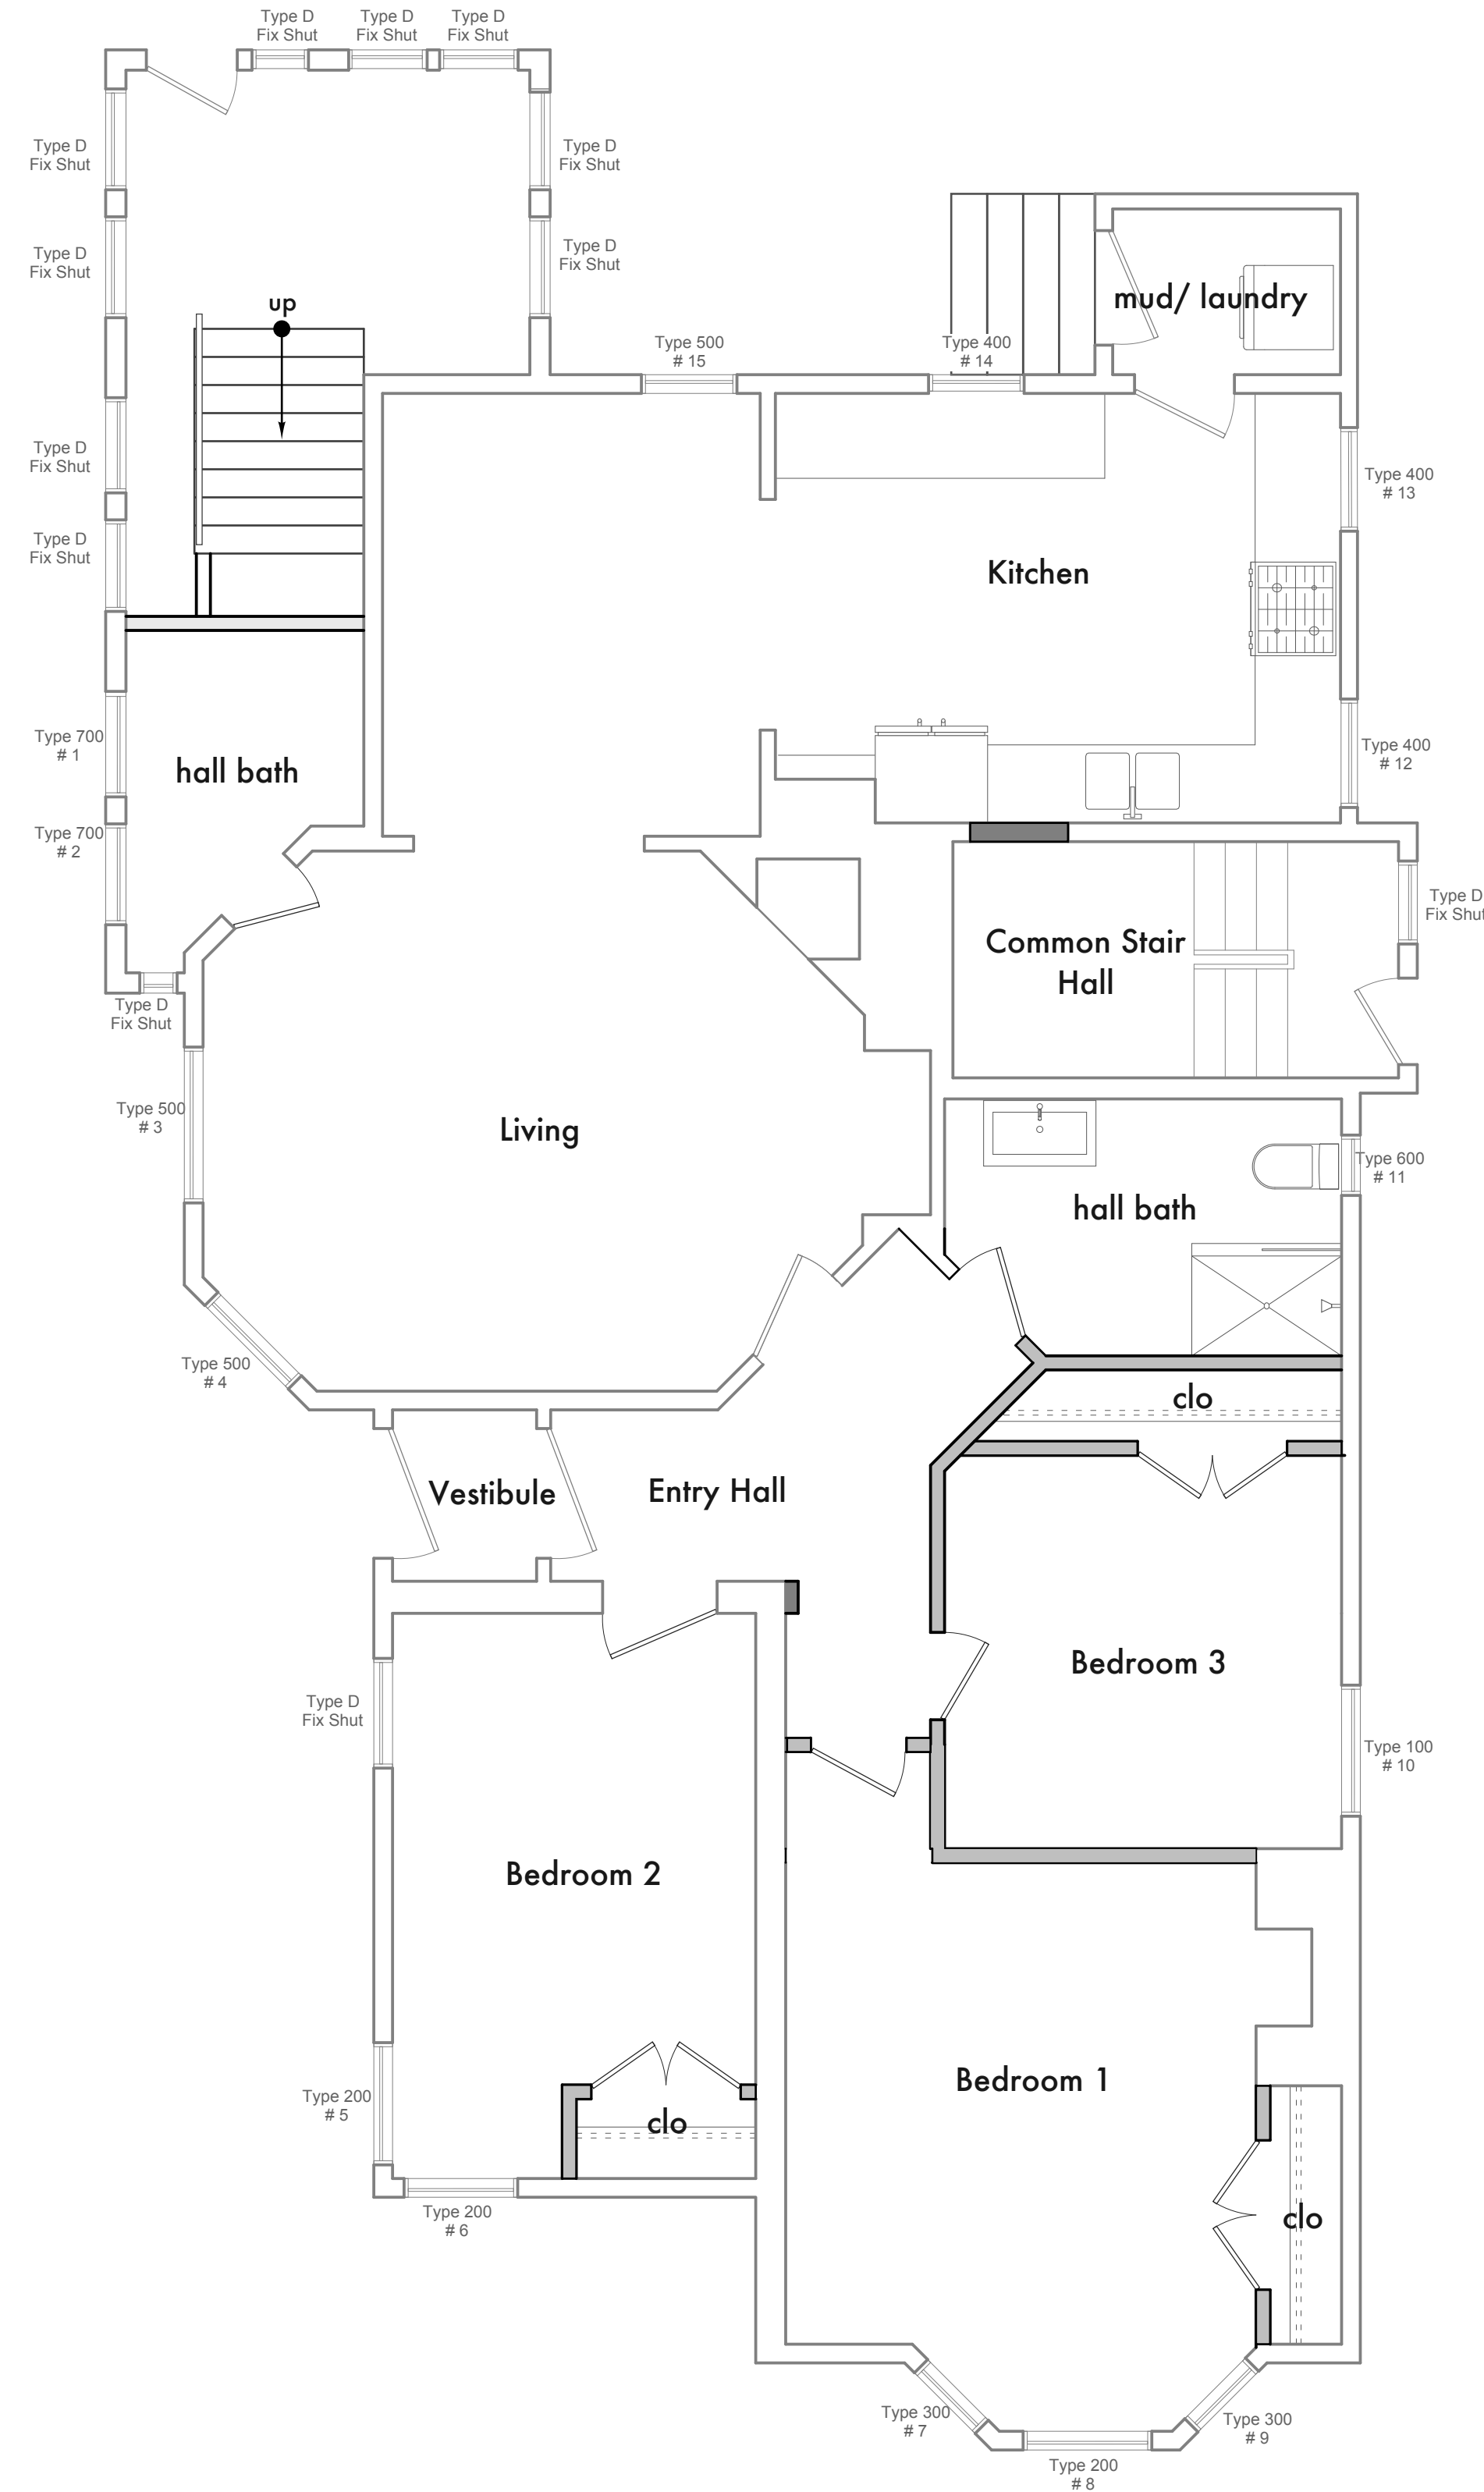 Type D
Fix Shut
Type D
Fix Shut
Type D
Fix Shut
Type D
Fix Shut
Type D
Fix Shut
Type D
Fix Shut
Type D
Fix Shut
up
mud/ laundry
Type 500
# 15
Type 400
# 14
Type D
Fix Shut
Type 400
# 13
Type D
Fix Shut
Kitchen
Type 700
# 1
hall bath
Type 400
# 12
Type 700
# 2
Type D
Fix Shut
Common Stair
Hall
Type D
Fix Shut
Type 500
# 3
Living
Type 600
# 11
hall bath
Type 500
# 4
clo
Vestibule
Entry Hall
Bedroom 3
Type D
Fix Shut
Type 100
# 10
Bedroom 2
Bedroom 1
Type 200
# 5
clo
Type 200
# 6
clo
Type 300
# 7
Type 300
# 9
Type 200
# 8